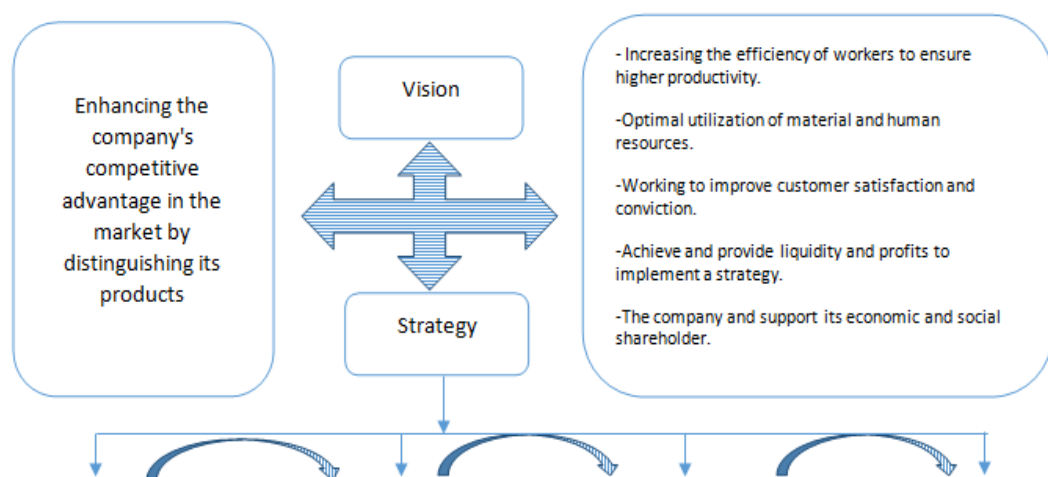 Enhancing the
company's
competitive
advantage in the
market by
distinguishing its
products
Vision
Strategy
- Increasing the efficiency of workers to ensure
higher productivity.
-Optimal utilization of material and human
resources.
-Working to improve customer satisfaction and
conviction.
-Achieve and provide liquidity and profits to
implement a strategy.
-The company and support its economic and social
shareholder.